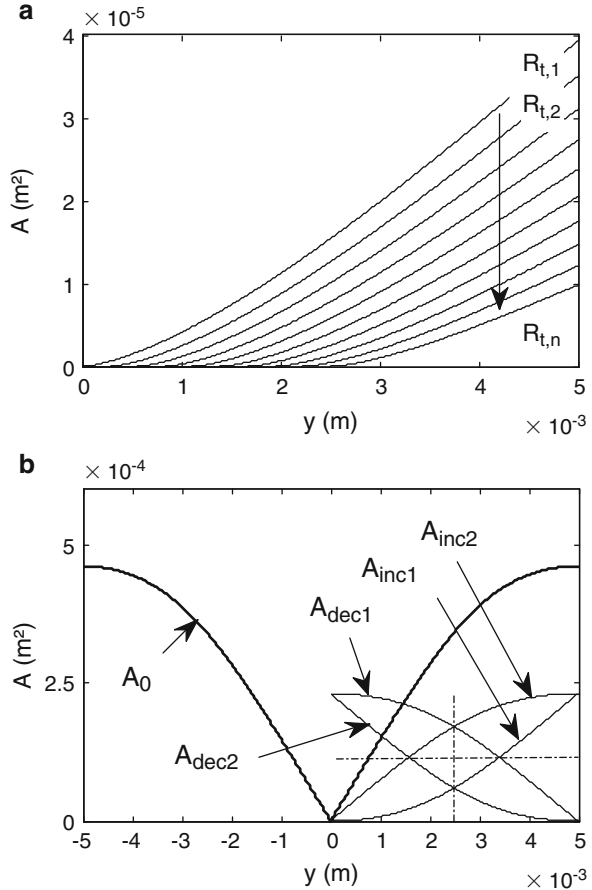 a
× 10⁻⁵
4
3
2
1
0
A (m²)
R_t,1
R_t,2
R_t,n
0
1
2
3
4
5
y (m)
× 10⁻³
b
× 10⁻⁴
5
2.5
0
A (m²)
A_inc2
A_inc1
A_dec1
A_0
A_dec2
-5
-4
-3
-2
-1
0
1
2
3
4
5
y (m)
× 10⁻³